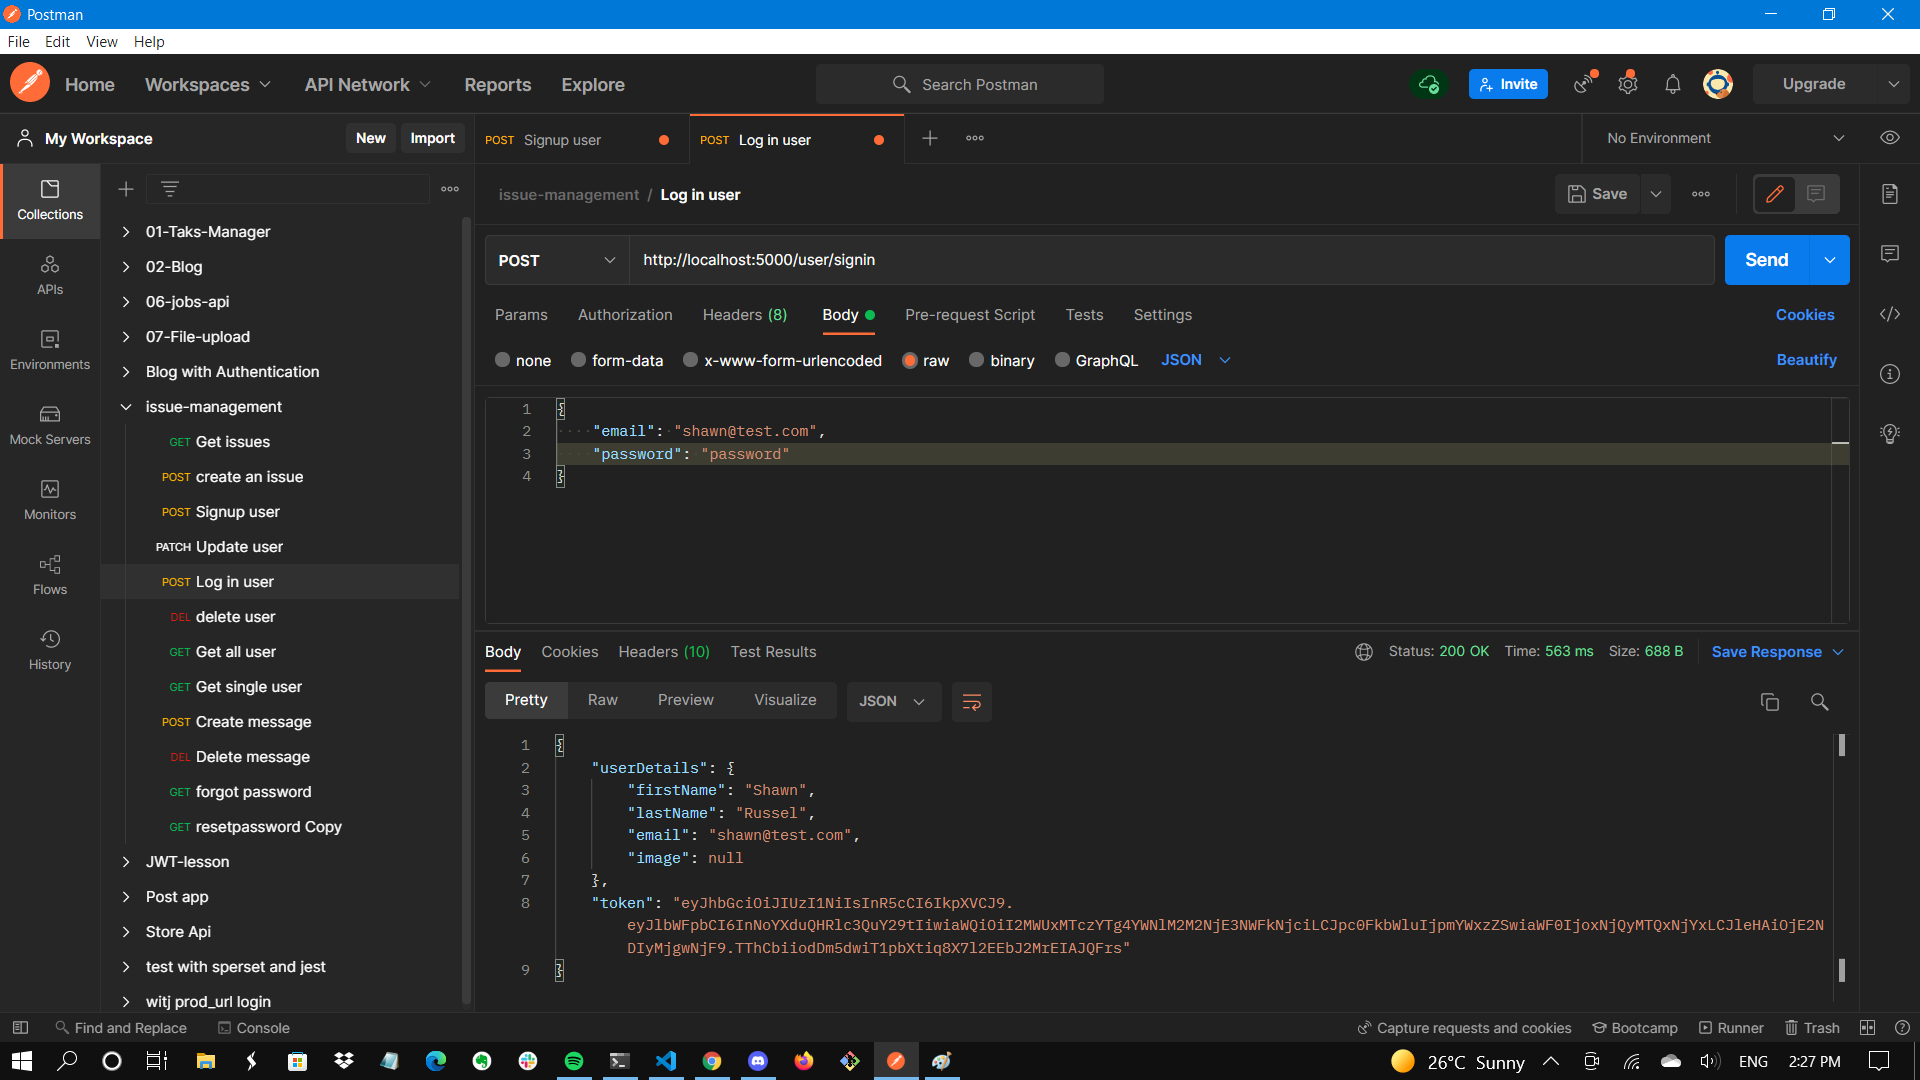 Postman
File Edit View Help
Home Workspaces API Network Reports Explore
Search Postman
Invite
Upgrade
My Workspace
New Import
POST Signup user
POST Log in user
No Environment
Collections
APIs
Environments
Mock Servers
Monitors
Flows
History
01-Taks-Manager
02-Blog
06-jobs-api
07-File-upload
Blog with Authentication
issue-management
GET Get issues
POST create an issue
POST Signup user
PATCH Update user
POST Log in user
DEL delete user
GET Get all user
GET Get single user
POST Create message
DEL Delete message
GET forgot password
GET resetpassword Copy
JWT-lesson
Post app
Store Api
test with sperset and jest
witj prod_url login
issue-management / Log in user
Save
POST http://localhost:5000/user/signin
Send
Params Authorization Headers (8) Body Pre-request Script Tests Settings
Cookies
none form-data x-www-form-urlencoded raw binary GraphQL JSON
Beautify
1 {
2 "email": "shawn@test.com",
3 "password": "password"
4 }
Body Cookies Headers (10) Test Results
Status: 200 OK Time: 563 ms Size: 688 B Save Response
Pretty Raw Preview Visualize JSON
1 {
2 "userDetails": {
3 "firstName": "Shawn",
4 "lastName": "Russel",
5 "email": "shawn@test.com",
6 "image": null
7 },
8 "token": "eyJhbGciOiJIUzI1NiIsInR5cCI6IkpXVCJ9.
eyJlbWFpbCI6InNoYXduQHRlc3QuY29tIiwiaWQiOiI2MWUxMTczYTg4YWNlM2M2NjE3NWFkNjciLCJpc0FkbWluIjpmYWxzZSwiaWF0IjoxNjQyMTQxNjYxLCJleHAiOjE2N
DIyMjgwNjF9.TThCbiiodDm5dwiT1pbXtiq8X7l2EEbJ2MrEIAJQFrs"
9 }
Find and Replace Console
Capture requests and cookies Bootcamp Runner Trash
26°C Sunny
ENG 2:27 PM